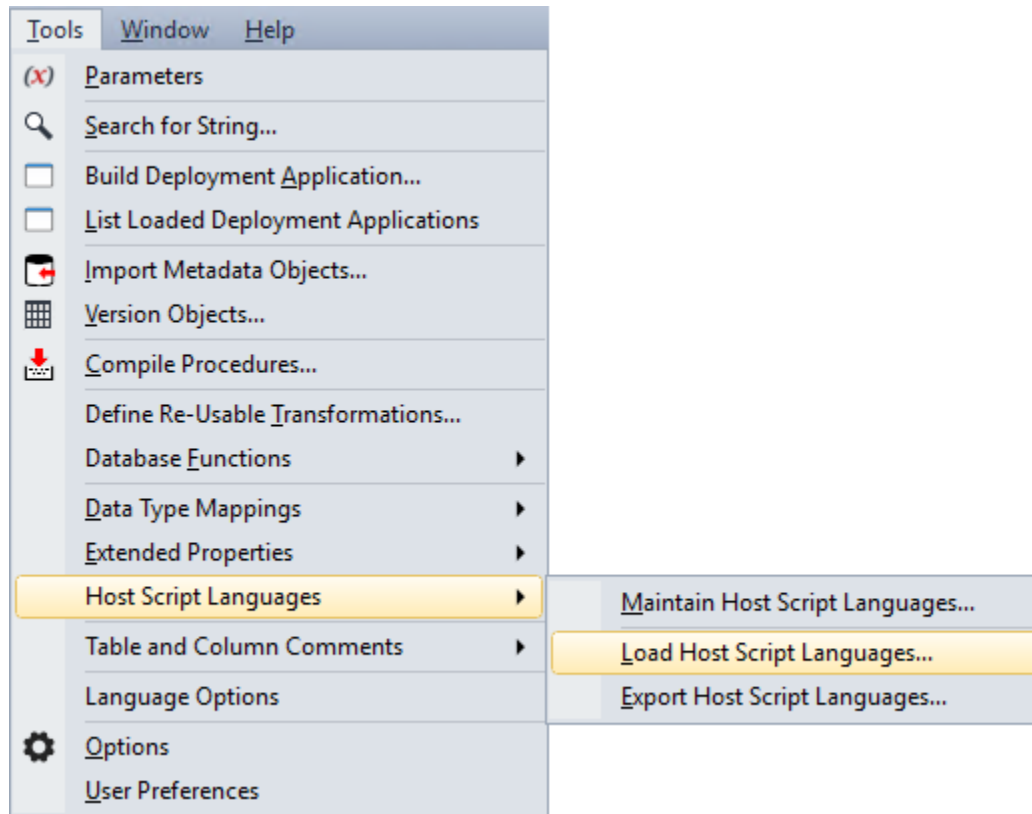 Tools Window Help
(x) Parameters
Search for String...
Build Deployment Application...
List Loaded Deployment Applications
Import Metadata Objects...
Version Objects...
Compile Procedures...
Define Re-Usable Transformations...
Database Functions
Data Type Mappings
Extended Properties
Host Script Languages
Maintain Host Script Languages...
Load Host Script Languages...
Export Host Script Languages...
Table and Column Comments
Language Options
Options
User Preferences